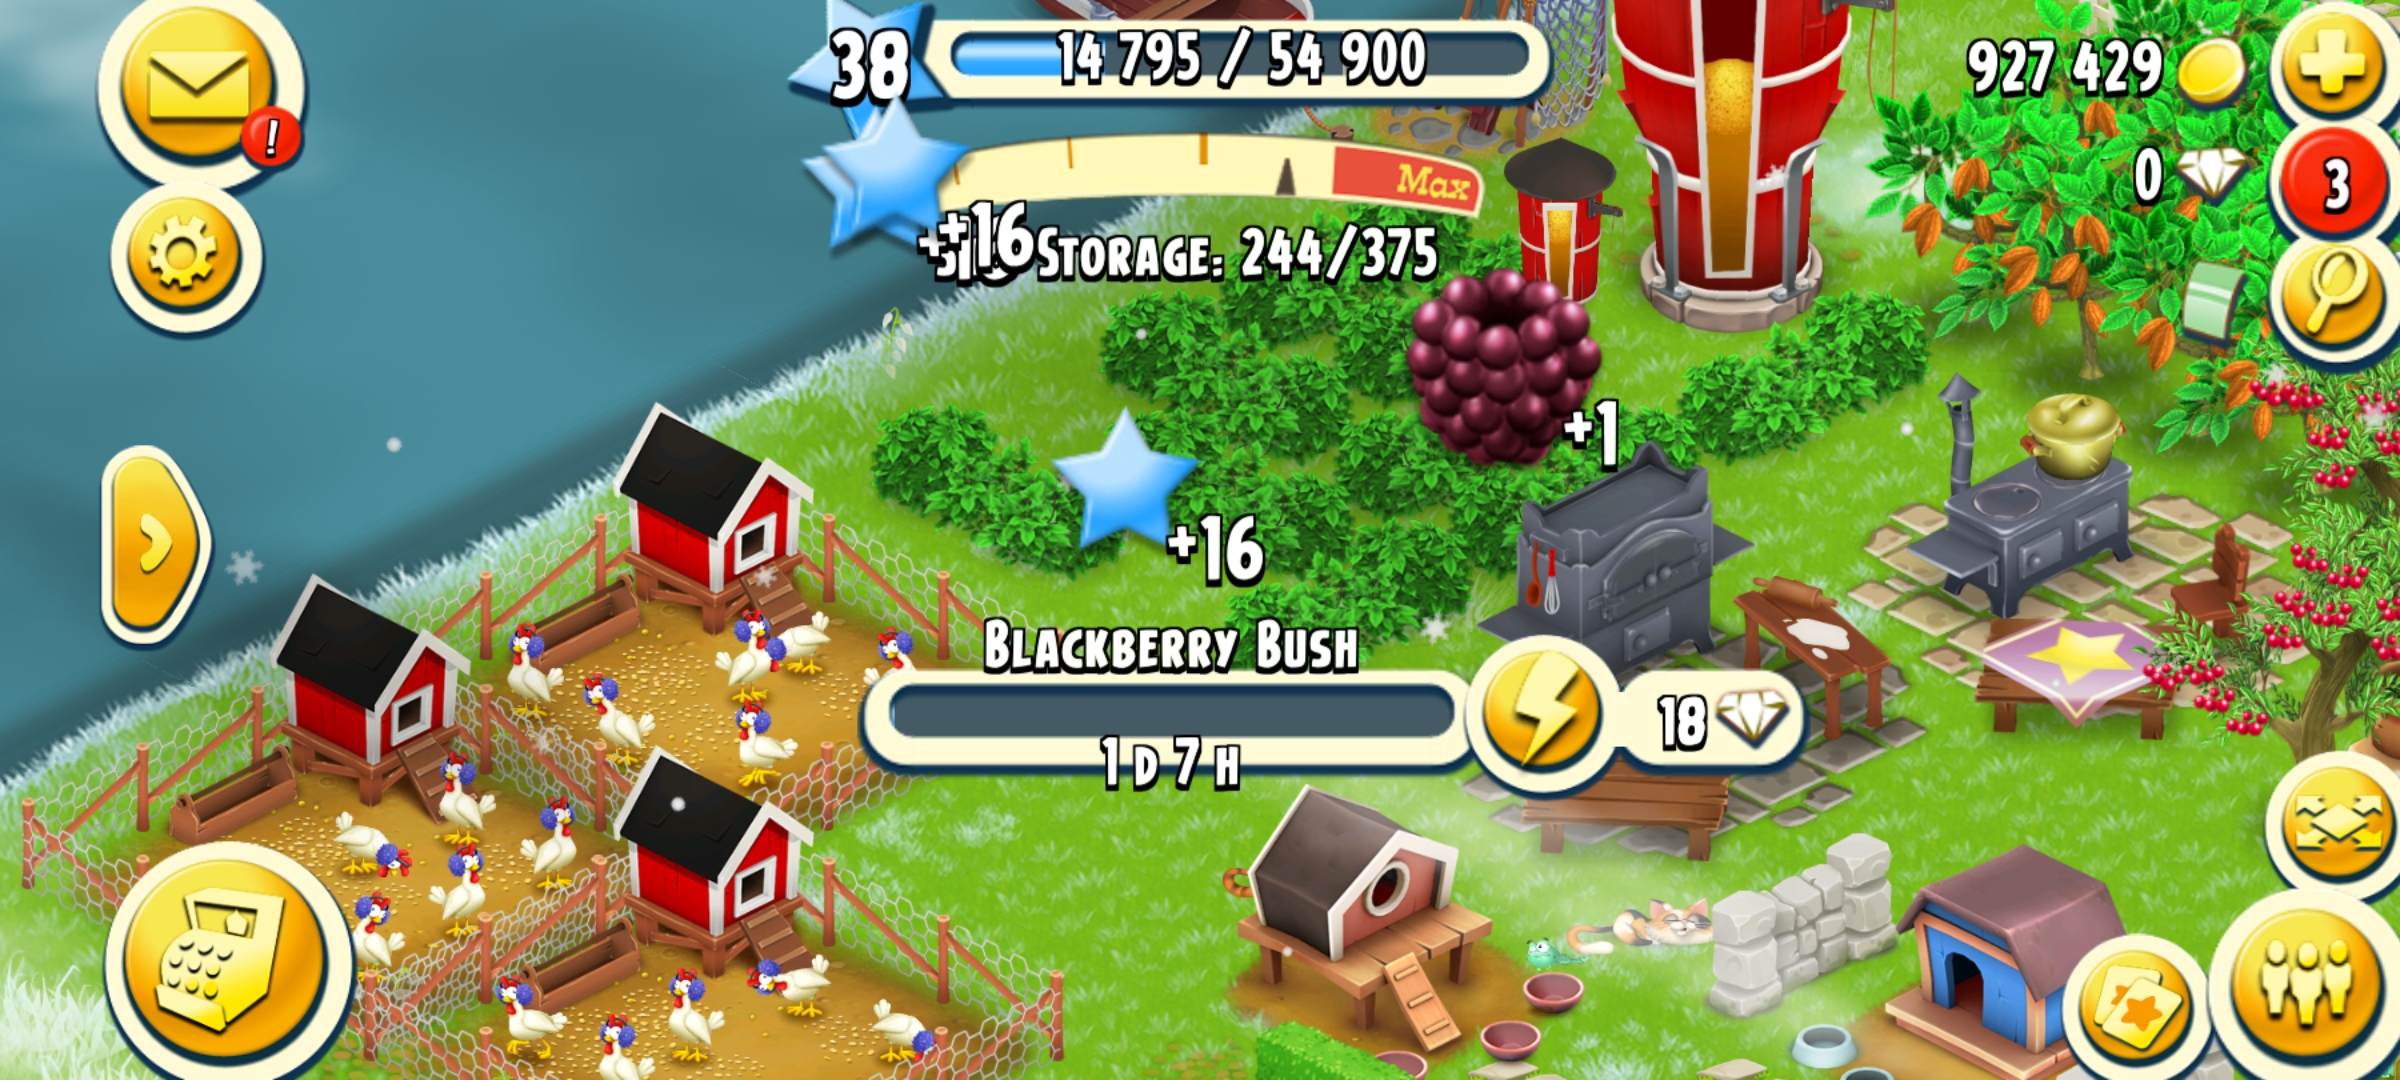 38
14 795 / 54 900
927 429
0
Max
3
+16
Storage: 244/375
+1
+16
Blackberry Bush
18
1 d 7 h
!